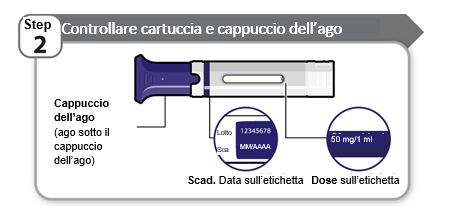 Step
2
Controllare cartuccia e cappuccio dell’ago
Cappuccio
dell’ago
(ago sotto il
cappuccio
dell’ago)
Lotto 12345678
Sca MM/AAAA
50 mg/1 ml
Scad. Data sull’etichetta
Dose sull’etichetta